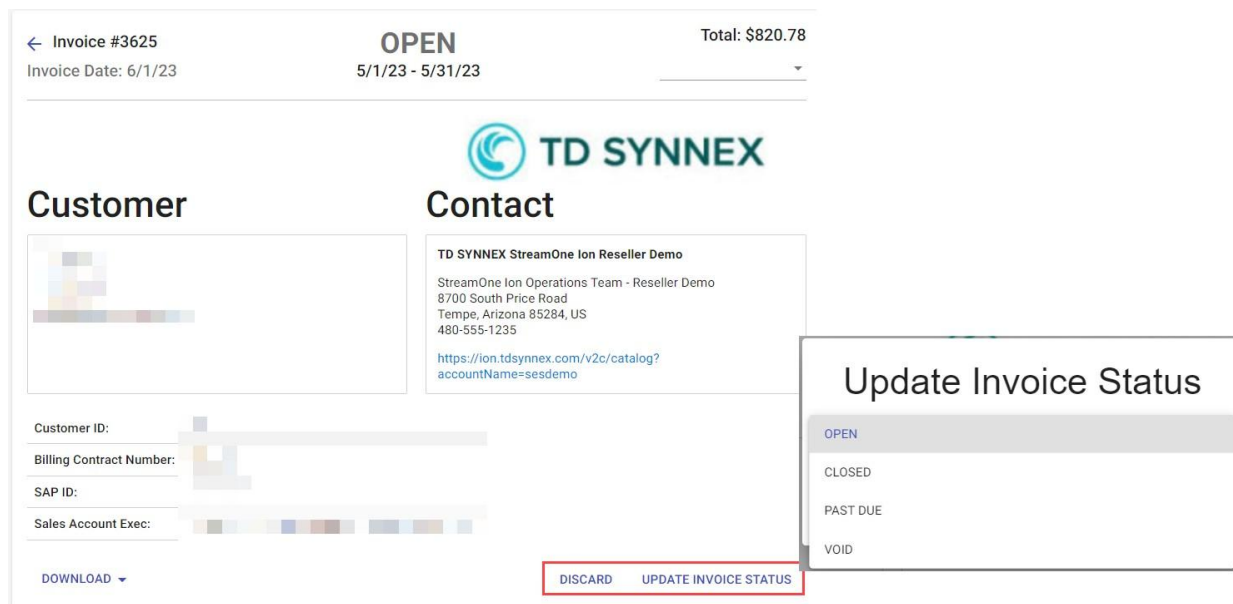 ← Invoice #3625
OPEN
Total: $820.78
Invoice Date: 6/1/23
5/1/23 - 5/31/23
TD SYNNEX
Customer
Contact
TD SYNNEX StreamOne Ion Reseller Demo
StreamOne Ion Operations Team - Reseller Demo
8700 South Price Road
Tempe, Arizona 85284, US
480-555-1235
https://ion.tdsynnex.com/v2c/catalog?
accountName=sesdemo
Customer ID:
Billing Contract Number:
SAP ID:
Sales Account Exec:
DOWNLOAD
DISCARD
UPDATE INVOICE STATUS
Update Invoice Status
OPEN
CLOSED
PAST DUE
VOID